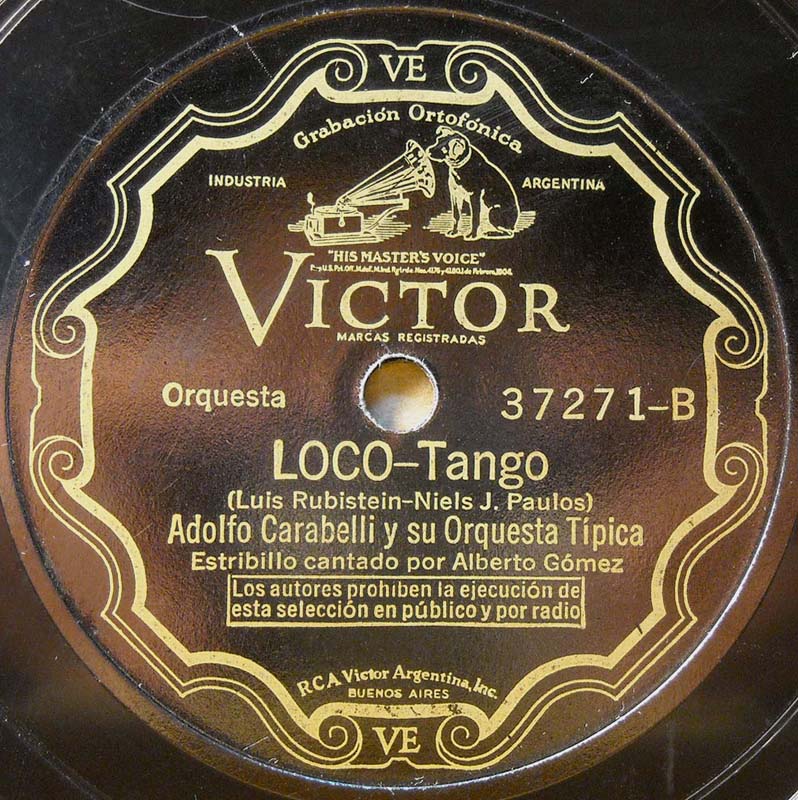 VE
Grabación Ortofónica
INDUSTRIA ARGENTINA
"HIS MASTER'S VOICE"
VICTOR
MARCAS REGISTRADAS
Orquesta 37271-B
LOCO-Tango
(Luis Rubistein-Niels J. Paulos)
Adolfo Carabelli y su Orquesta Típica
Estribillo cantado por Alberto Gómez
Los autores prohiben la ejecución de
esta selección en público y por radio
RCA Victor Argentina, Inc.
BUENOS AIRES
VE